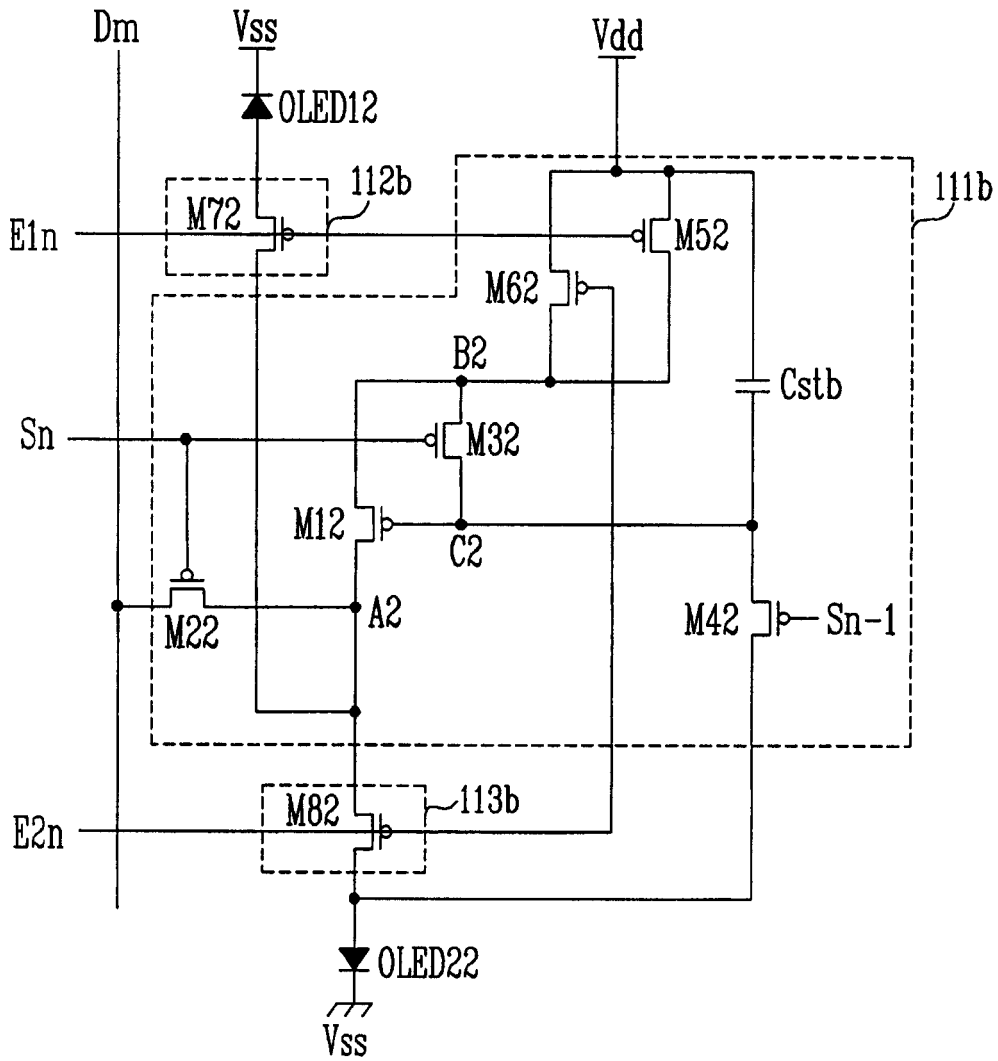 Dm
Vss
Vdd
OLED12
112b
111b
M72
E1n
M52
M62
B2
Cstb
Sn
M32
M12
C2
A2
M22
M42
Sn-1
M82
113b
E2n
OLED22
Vss